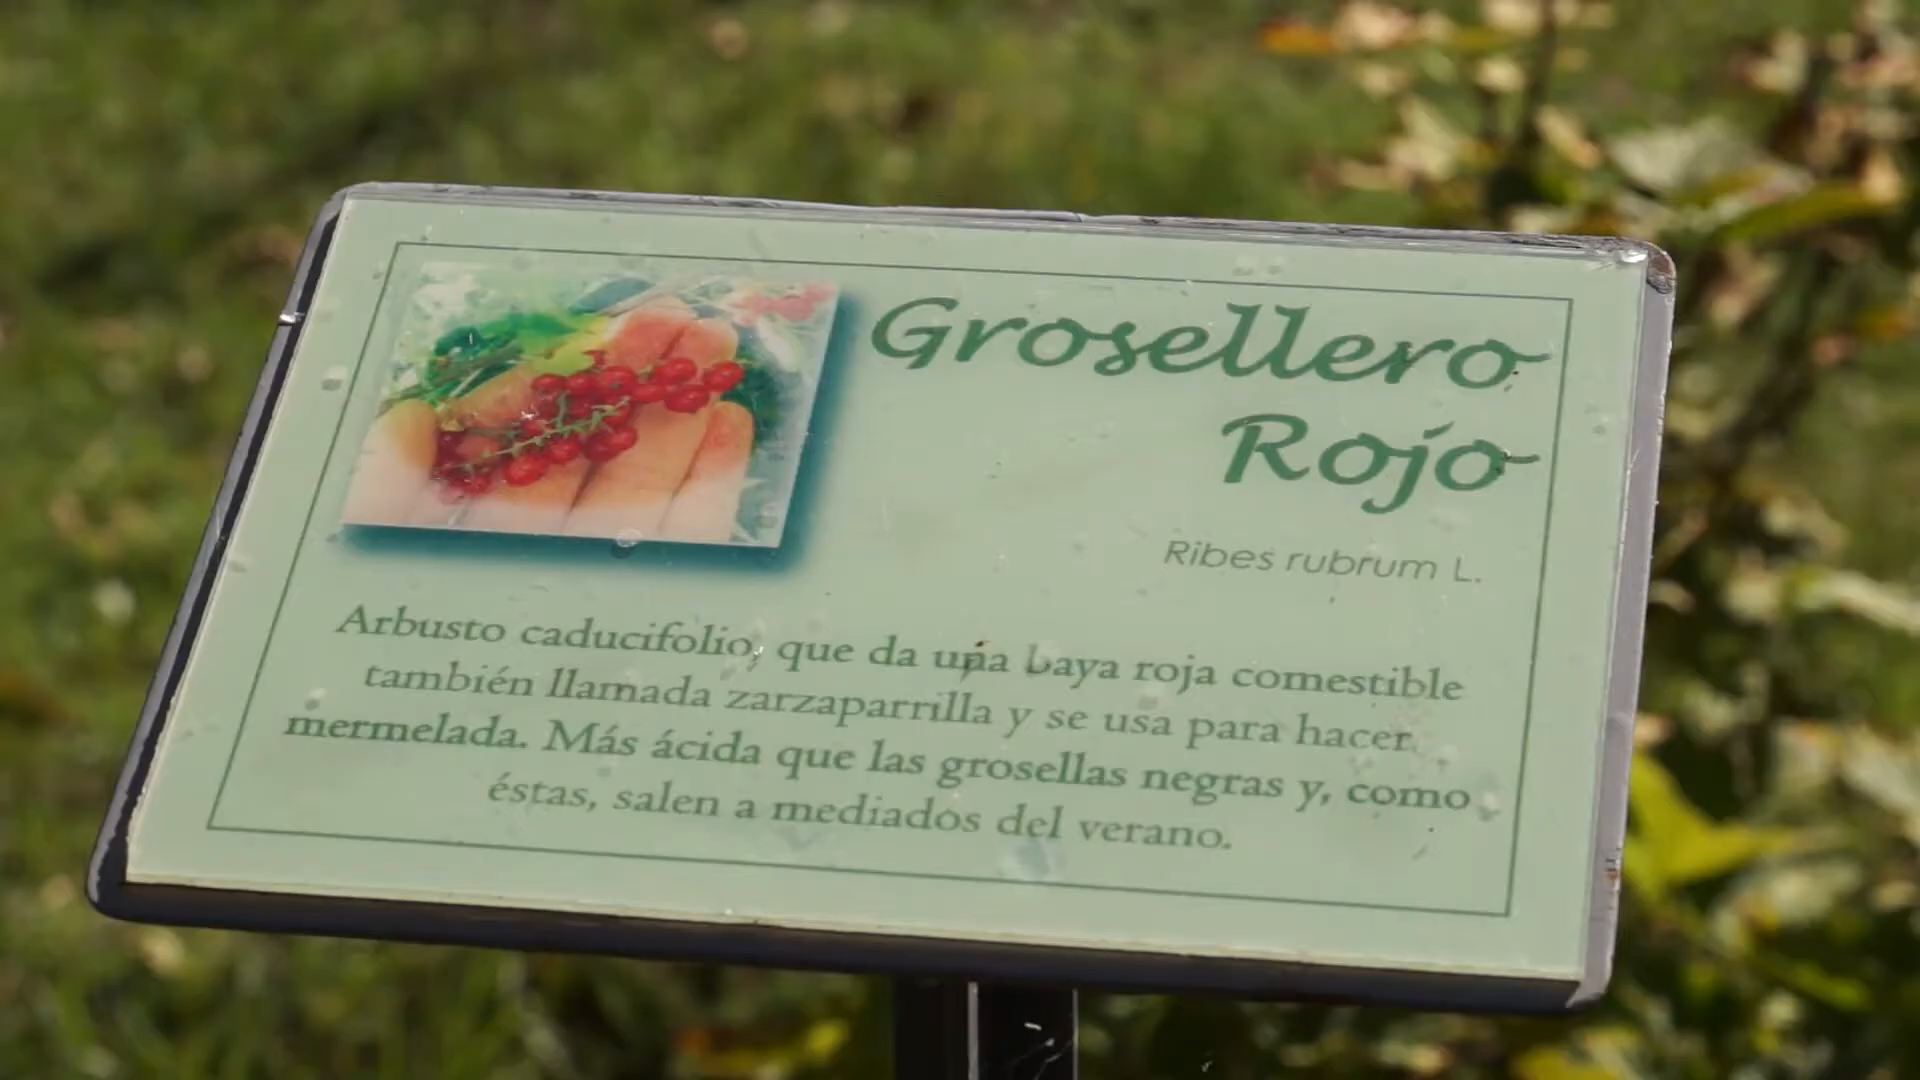 Grosellero
Rojo
Ribes rubrum L.
Arbusto caducifolio, que da una baya roja comestible
también llamada zarzaparrilla y se usa para hacer
mermelada. Más ácida que las grosellas negras y, como
éstas, salen a mediados del verano.